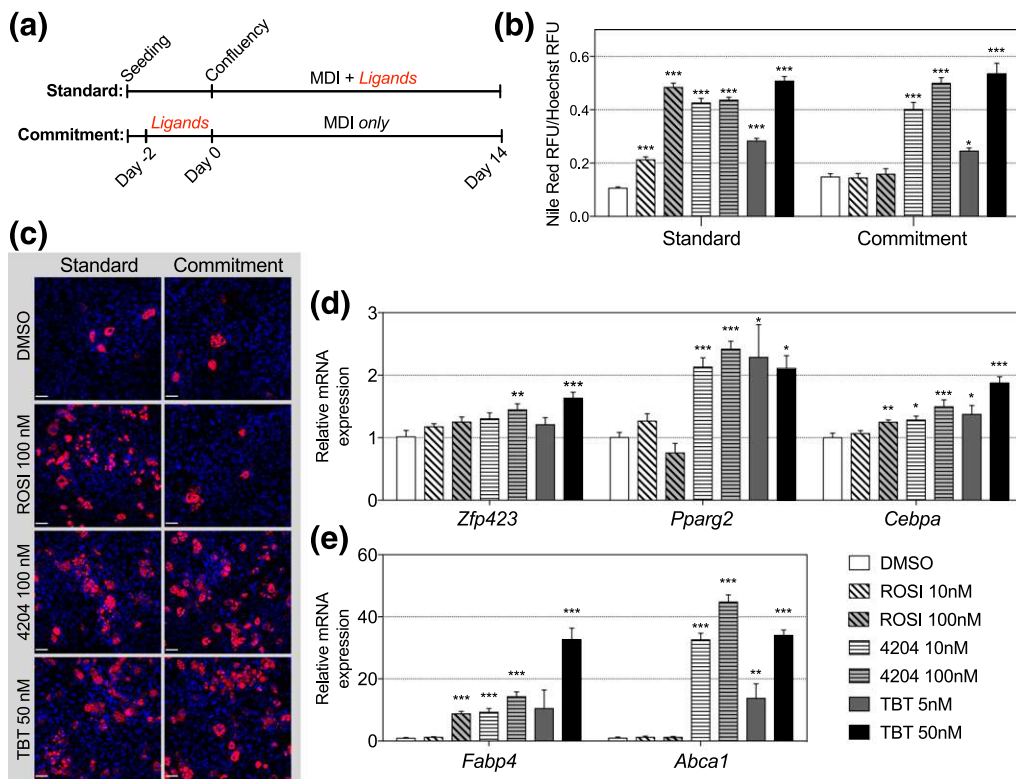 (a)
Seeding
Confluency
Standard:
MDI + Ligands
Commitment:
Ligands
MDI only
Day -2
Day 0
Day 14
(b)
Nile Red RFU/Hoechst RFU
0.6
0.4
0.2
0.0
*** *** *** *** *** ***
*** *** * ***
Standard Commitment
(c)
Standard Commitment
DMSO
ROSI 100 nM
4204 100 nM
TBT 50 nM
(d)
Relative mRNA
expression
3
2
1
0
** ***
*** *** * *
** * *** * ***
Zfp423 Pparg2 Cebpa
(e)
Relative mRNA
expression
60
40
20
0
*** *** *** ***
*** *** ** ***
Fabp4 Abca1
DMSO
ROSI 10nM
ROSI 100nM
4204 10nM
4204 100nM
TBT 5nM
TBT 50nM